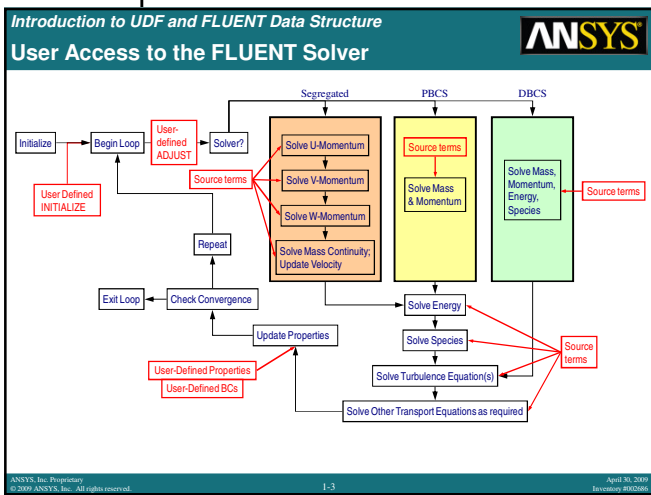 Introduction to UDF and FLUENT Data Structure
User Access to the FLUENT Solver
ANSYS
Segregated
PBCS
DBCS
Initialize
Begin Loop
User-
defined
ADJUST
Solver?
User Defined
INITIALIZE
Source terms
Solve U-Momentum
Solve V-Momentum
Solve W-Momentum
Solve Mass Continuity;
Update Velocity
Source terms
Solve Mass
& Momentum
Solve Mass,
Momentum,
Energy,
Species
Source terms
Repeat
Exit Loop
Check Convergence
Update Properties
User-Defined Properties
User-Defined BCs
Solve Energy
Solve Species
Solve Turbulence Equation(s)
Solve Other Transport Equations as required
Source
terms
ANSYS, Inc. Proprietary
© 2009 ANSYS, Inc. All rights reserved.
1-3
April 30, 2009
Inventory #002686